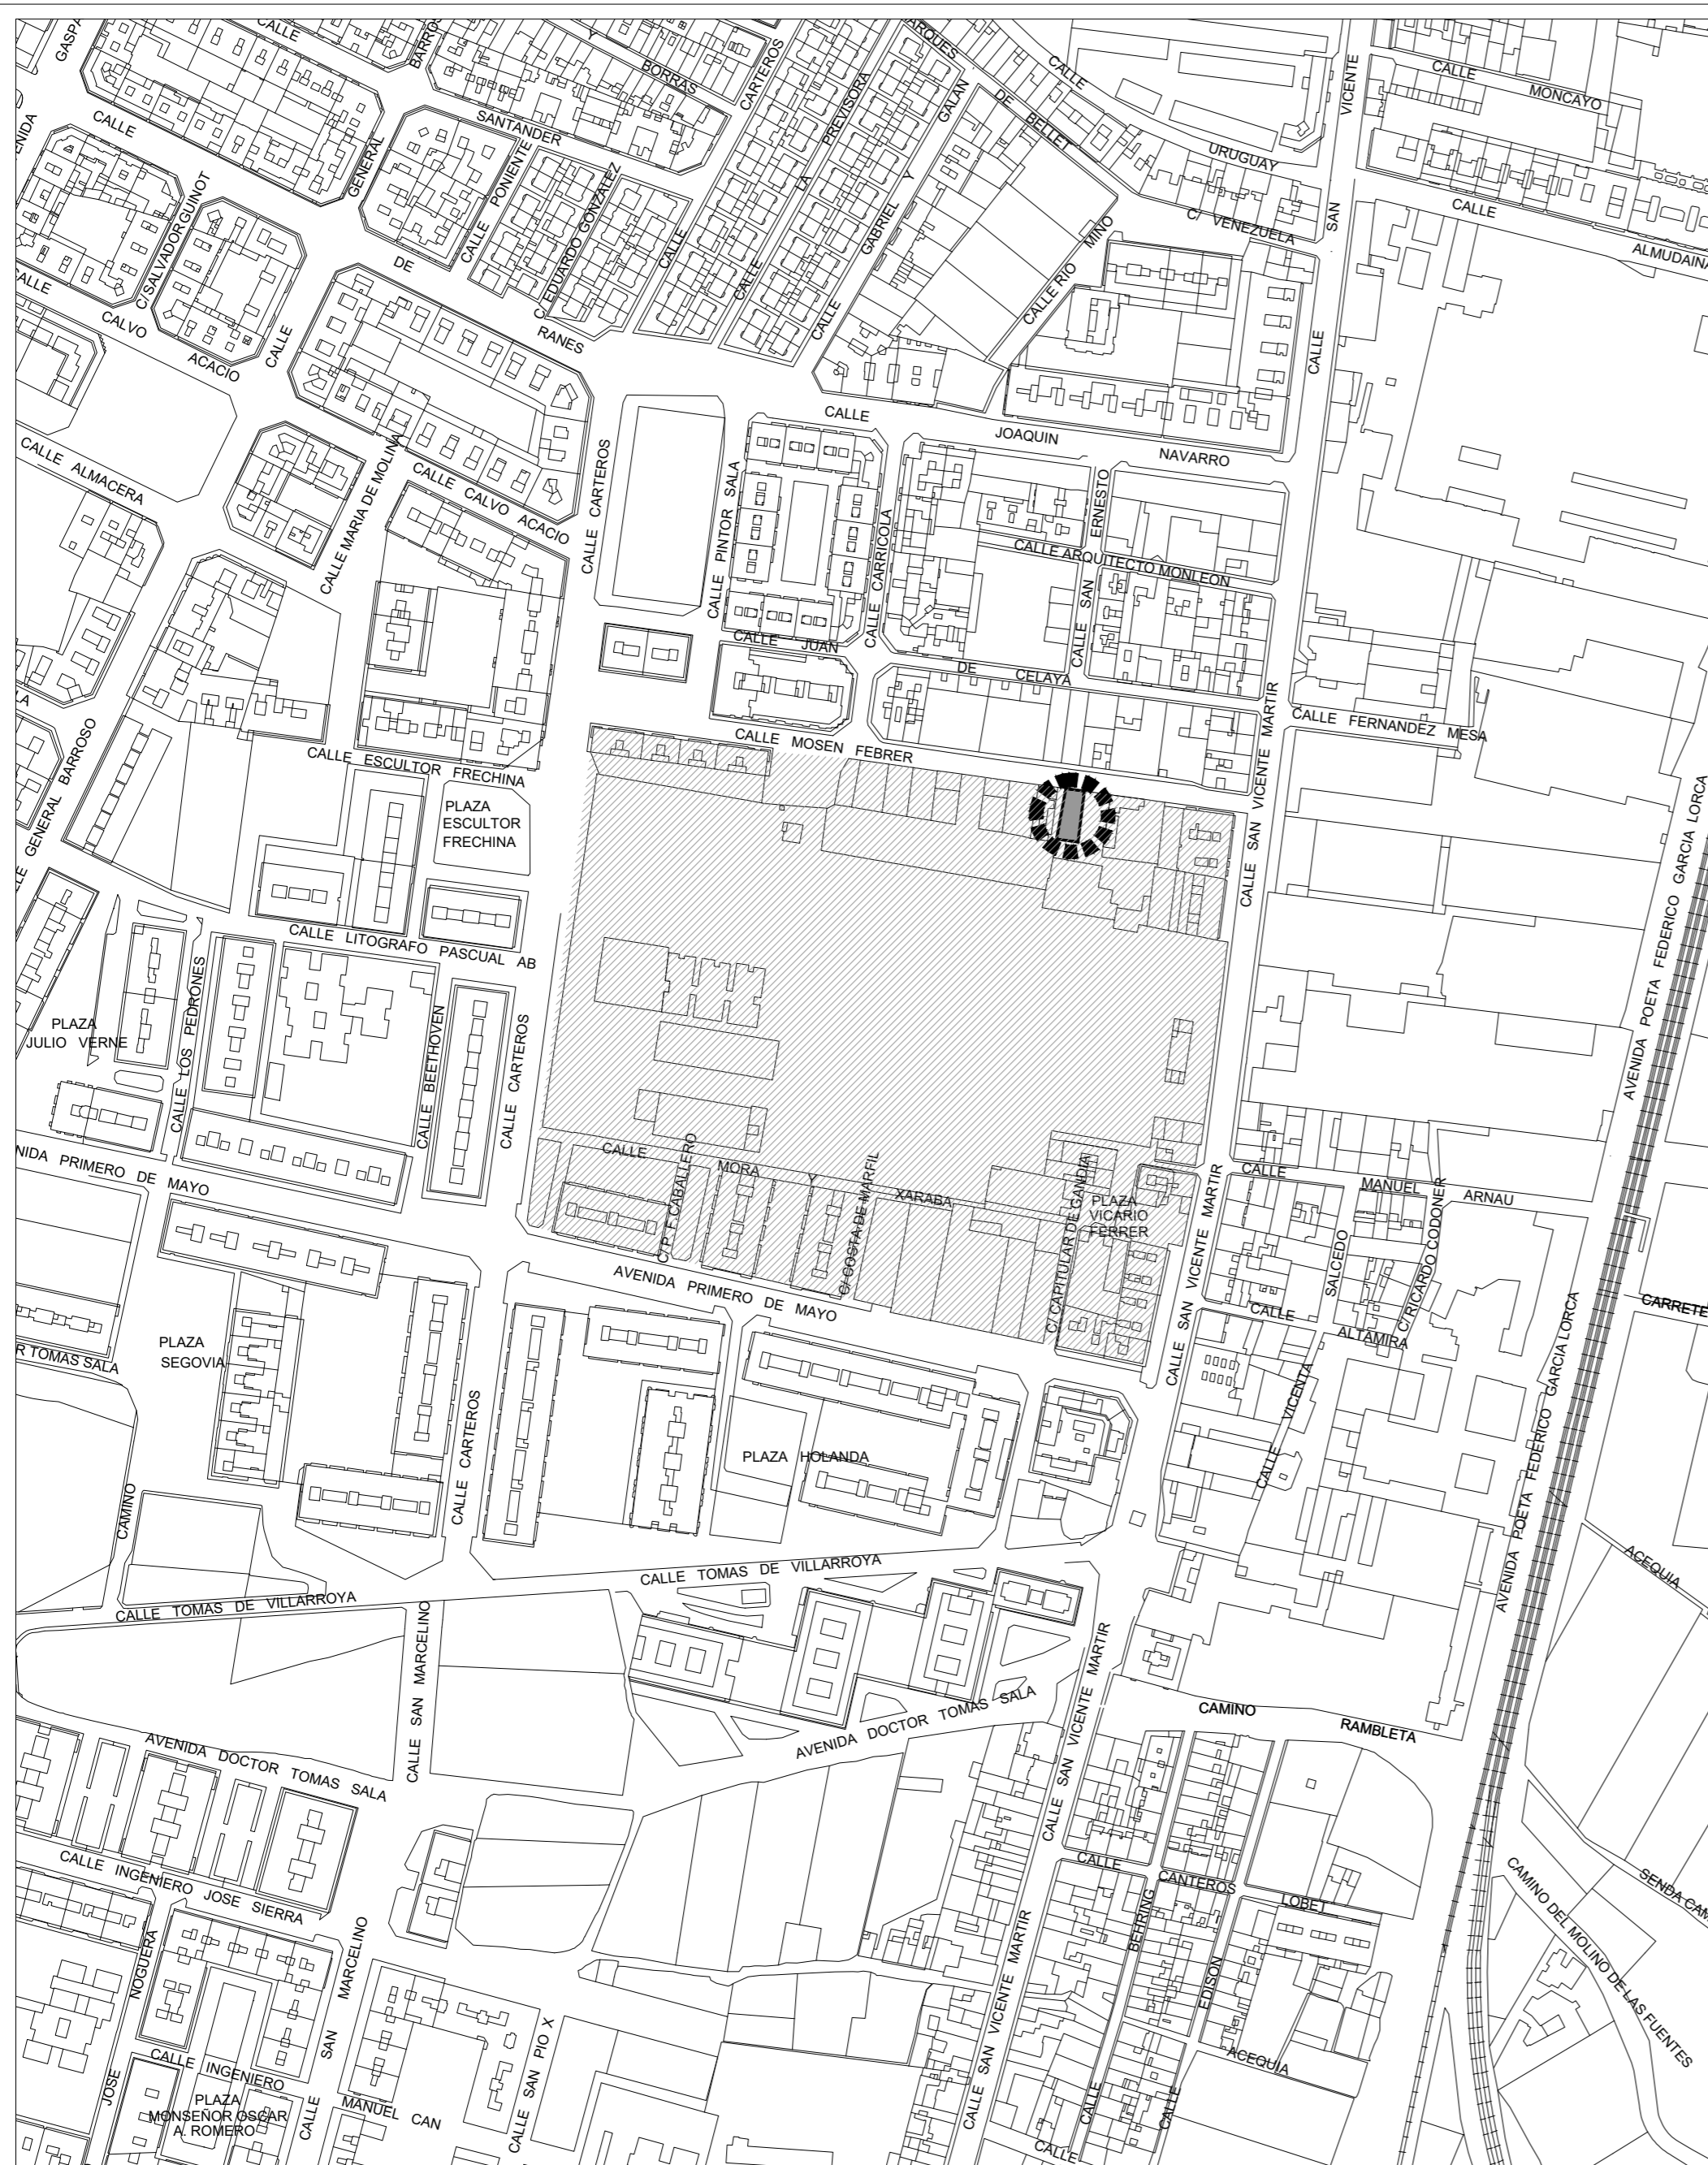 CALLE
BARROS
Y
BORRAS
CARTEROS
CALLE
MONCAYO
VICENTE
CALLE
SANTANDER
PREVISORA
GALAN
DE
BELLET
URUGUAY
CALLE
GENERAL
PONIENTE
C/ EDUARDO GONZALEZ
LA
Y
C/ VENEZUELA
SAN
CALLE
ALMUDAINA
C/SALVADOR GUINOT
DE
CALLE
CALLE
CALLE
GABRIEL
CALLE RIO
MIÑO
CALVO
ACACIO
CALLE
RANES
CALLE
CALLE
CALLE ALMACERA
CALLE MARIA DE MOLINA
CALLE CALVO ACACIO
CALLE CARTEROS
CALLE PINTOR SALA
CALLE
JOAQUIN
NAVARRO
CALLE CARRICOLA
ERNESTO
CALLE ARQUITECTO MONLEON
CALLE SAN
CALLE JUAN
DE CELAYA
CALLE MOSEN FEBRER
CALLE SAN VICENTE MARTIR
CALLE FERNANDEZ MESA
GENERAL BARROSO
CALLE ESCULTOR FRECHINA
PLAZA
ESCULTOR
FRECHINA
AVENIDA POETA FEDERICO GARCIA LORCA
CALLE LITOGRAFO PASCUAL AB
PLAZA
JULIO VERNE
CALLE LOS PEDRONES
CALLE BEETHOVEN
CALLE CARTEROS
CALLE
MORA
Y
XARABA
C/ P. F. CABALLERO
C/ COSTA DE MARFIL
C/ CAPITULAR DE GANDIA
PLAZA
VICARIO
FERRER
CALLE
MANUEL
ARNAU
NIDA PRIMERO DE MAYO
AVENIDA PRIMERO DE MAYO
CALLE SAN VICENTE MARTIR
SALCEDO
C/ RICARDO CODONER
CALLE
ALTAMIRA
CARRETE
PLAZA
SEGOVIA
R TOMAS SALA
CALLE CARTEROS
PLAZA HOLANDA
CALLE
VICENTA
AVENIDA POETA FEDERICO GARCIA LORCA
CAMINO
ACEQUIA
CALLE TOMAS DE VILLARROYA
CALLE TOMAS DE VILLARROYA
CALLE SAN MARCELINO
CALLE SAN VICENTE MARTIR
AVENIDA DOCTOR TOMAS SALA
CAMINO
RAMBLETA
AVENIDA DOCTOR TOMAS SALA
CALLE
CANTEROS
LOBET
CALLE INGENIERO JOSE SIERRA
SENDA CAM
CAMINO DEL MOLINO DE LAS FUENTES
NOGUERA
MARCELINO
BEHRING
EDISON
CALLE SAN VICENTE MARTIR
CALLE SAN PIO X
SAN
CALLE INGENIERO
MANUEL CAN
ACEQUIA
JOSE
PLAZA
MONSEÑOR OSCAR
A. ROMERO
CALLE
CALLE
CALLE
CALLE